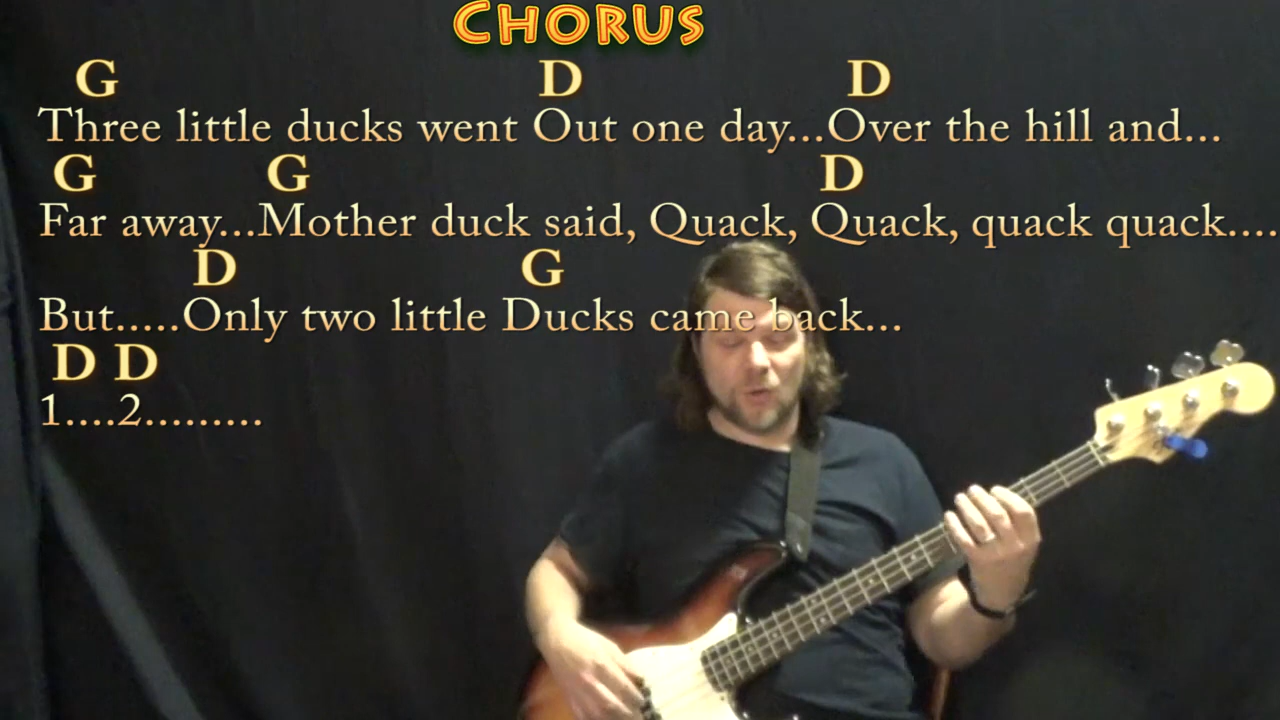 CHORUS
G D D
Three little ducks went Out one day...Over the hill and...
G G D
Far away...Mother duck said, Quack, Quack, quack quack....
D G
But.....Only two little Ducks came back...
D D
1....2.........